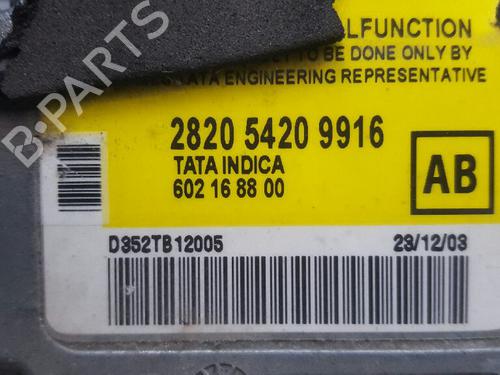 MALFUNCTION
TO BE DONE ONLY BY
TATA ENGINEERING REPRESENTATIVE
2820 5420 9916
TATA INDICA
602 16 88 00
AB
D352TB12005
23/12/03
B-PARTS